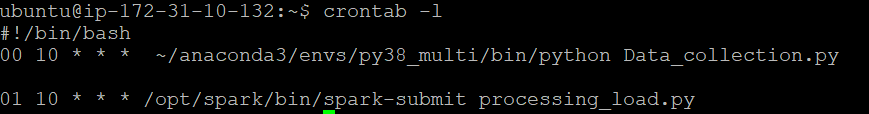 ubuntu@ip-172-31-10-132:~$ crontab -l
#!/bin/bash
00 10 * * *  ~/anaconda3/envs/py38_multi/bin/python Data_collection.py
01 10 * * * /opt/spark/bin/spark-submit processing_load.py